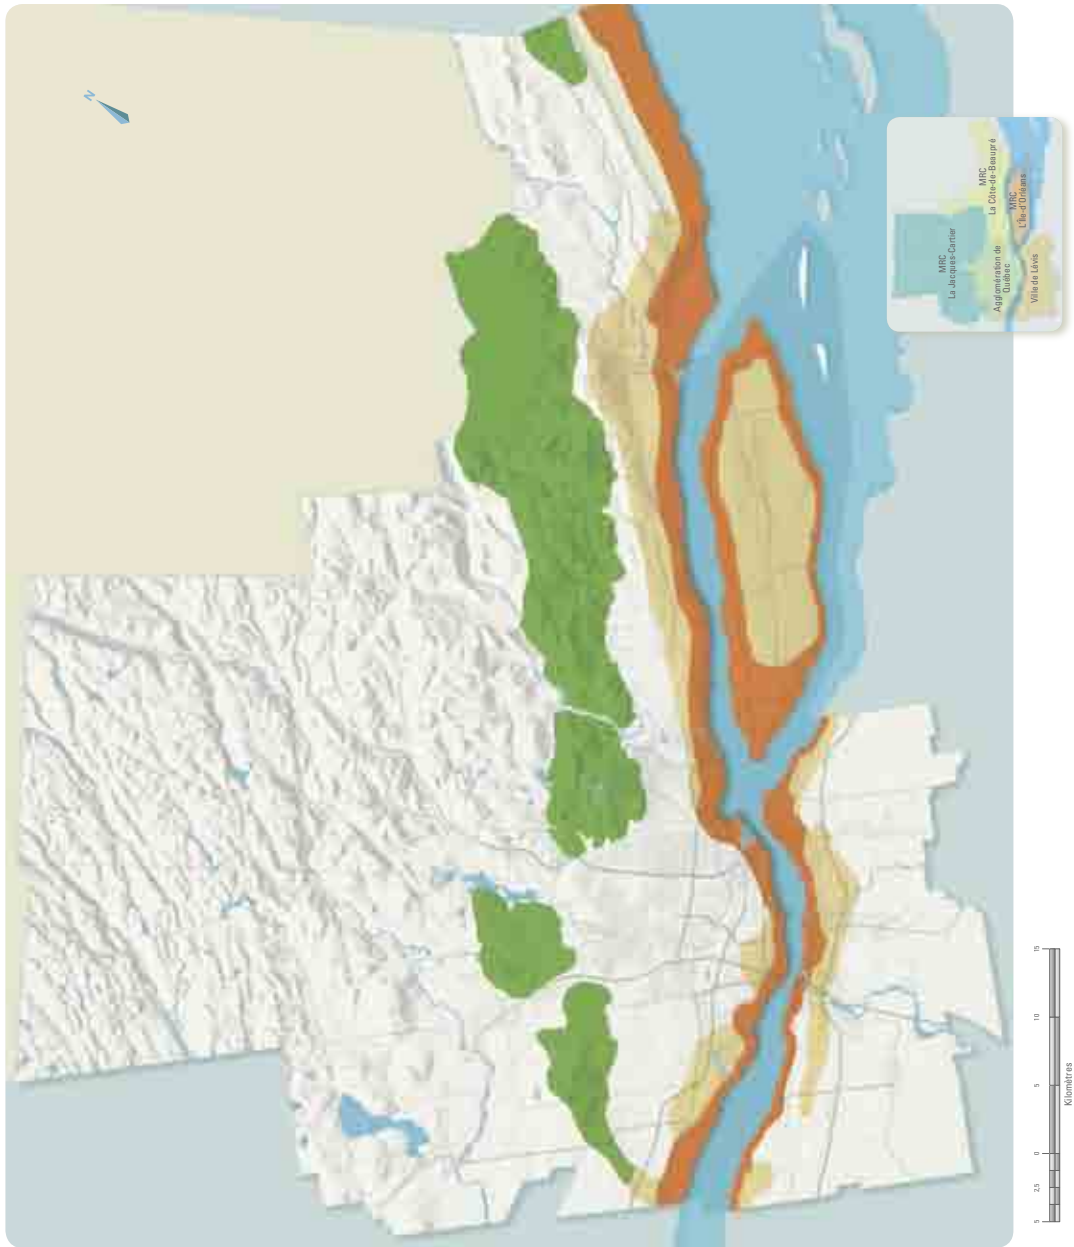 N
MRC
La Jacques-Cartier
MRC
La Côte-de-Beaupré
MRC
L'Île-d'Orléans
Agglomération de
Québec
Ville de Lévis
5 2,5 0 5 10 15
Kilomètres